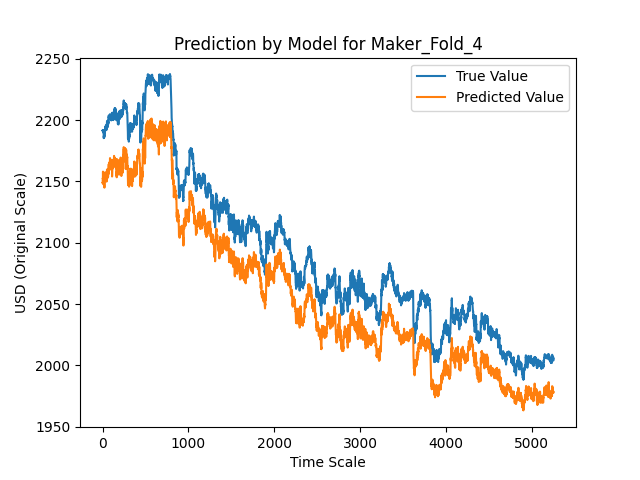 Prediction by Model for Maker_Fold_4
True Value
Predicted Value
USD (Original Scale)
2250
2200
2150
2100
2050
2000
1950
0 1000 2000 3000 4000 5000
Time Scale